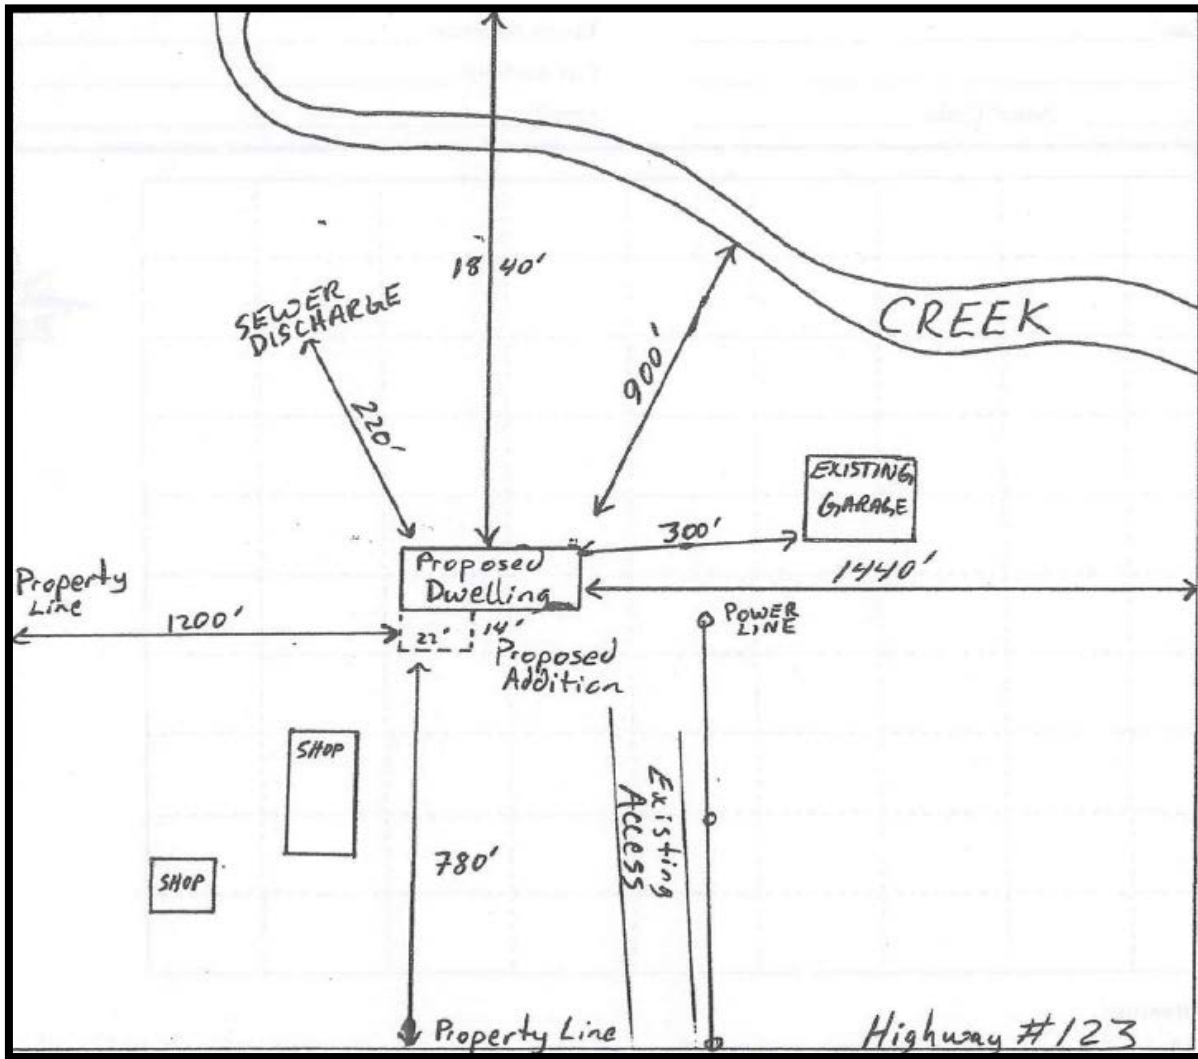 18 40'
SEWER
DISCHARGE
CREEK
900'
220'
EXISTING
GARAGE
300'
Proposed
Dwelling
1440'
Property
Line
1200'
POWER
LINE
22'
14'
Proposed
Addition
SHOP
Existing
Access
780'
SHOP
Property Line
Highway #123